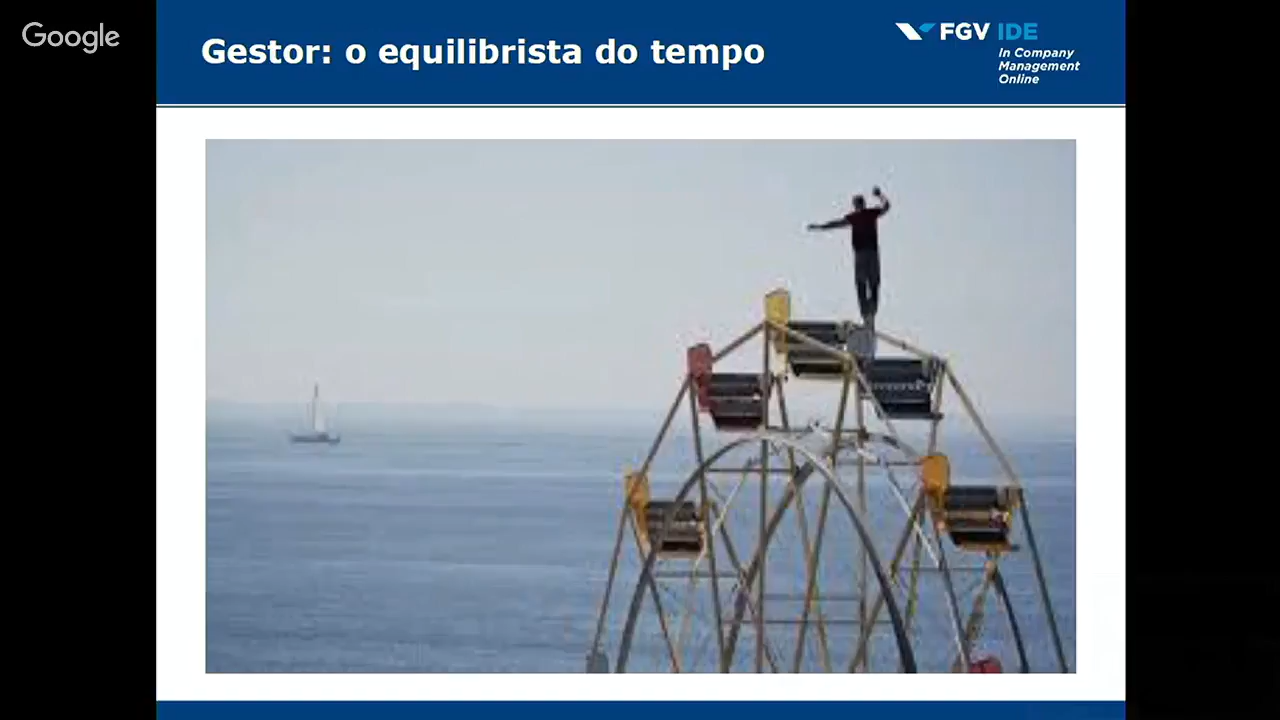 Google
Gestor: o equilibrista do tempo
FGV IDE
In Company
Management
Online